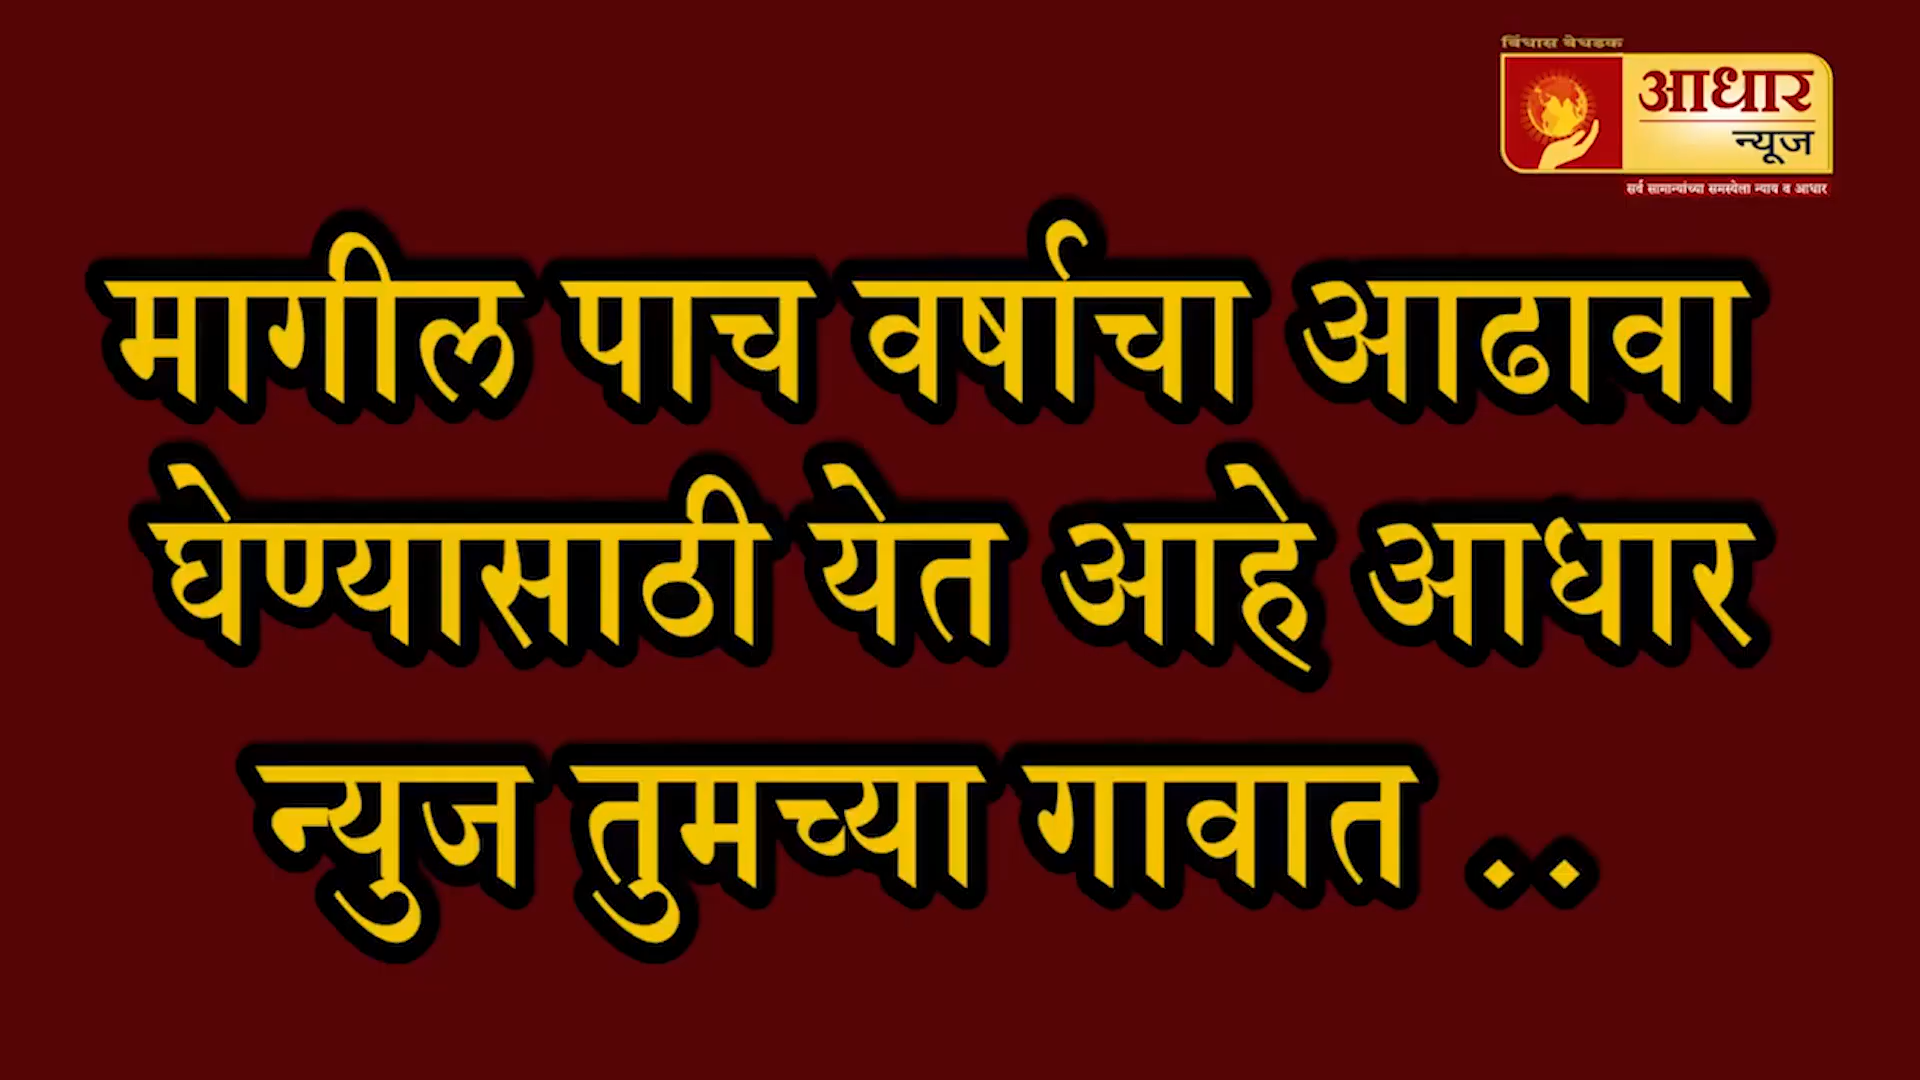 बिंधास बेधडक
आधार
न्यूज
सर्व सामान्यांच्या समस्येला न्याय व आधार
मागील पाच वर्षाचा आढावा
घेण्यासाठी येत आहे आधार
न्युज तुमच्या गावात ..